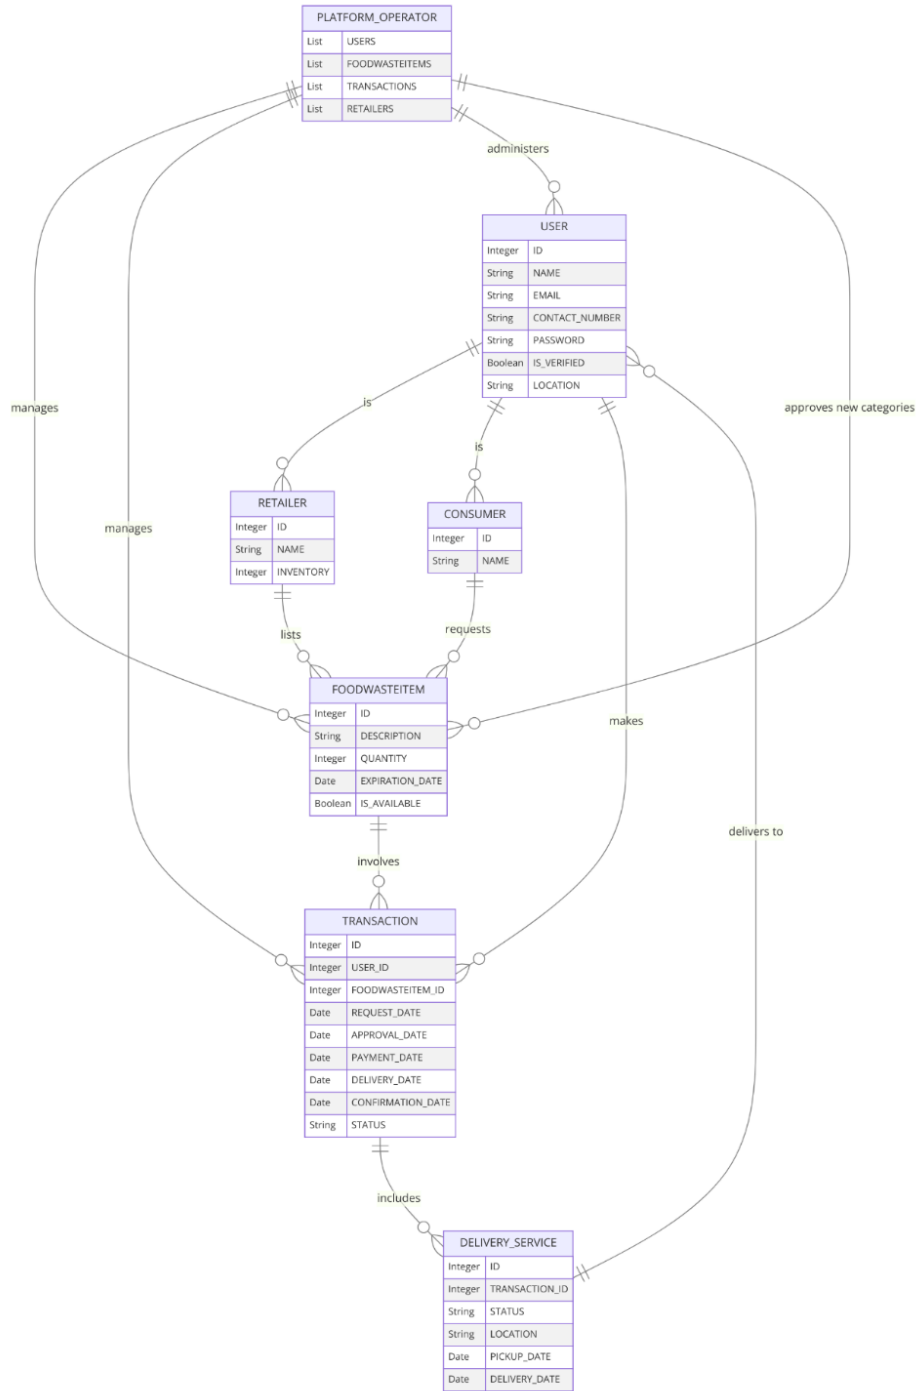 PLATFORM_OPERATOR
List USERS
List FOODWASTEITEMS
List TRANSACTIONS
List RETAILERS
administers
USER
Integer ID
String NAME
String EMAIL
String CONTACT_NUMBER
String PASSWORD
Boolean IS_VERIFIED
String LOCATION
manages
is
approves new categories
is
RETAILER
Integer ID
String NAME
Integer INVENTORY
CONSUMER
Integer ID
String NAME
manages
lists
requests
FOODWASTEITEM
Integer ID
String DESCRIPTION
Integer QUANTITY
Date EXPIRATION_DATE
Boolean IS_AVAILABLE
makes
delivers to
involves
TRANSACTION
Integer ID
Integer USER_ID
Integer FOODWASTEITEM_ID
Date REQUEST_DATE
Date APPROVAL_DATE
Date PAYMENT_DATE
Date DELIVERY_DATE
Date CONFIRMATION_DATE
String STATUS
includes
DELIVERY_SERVICE
Integer ID
Integer TRANSACTION_ID
String STATUS
String LOCATION
Date PICKUP_DATE
Date DELIVERY_DATE